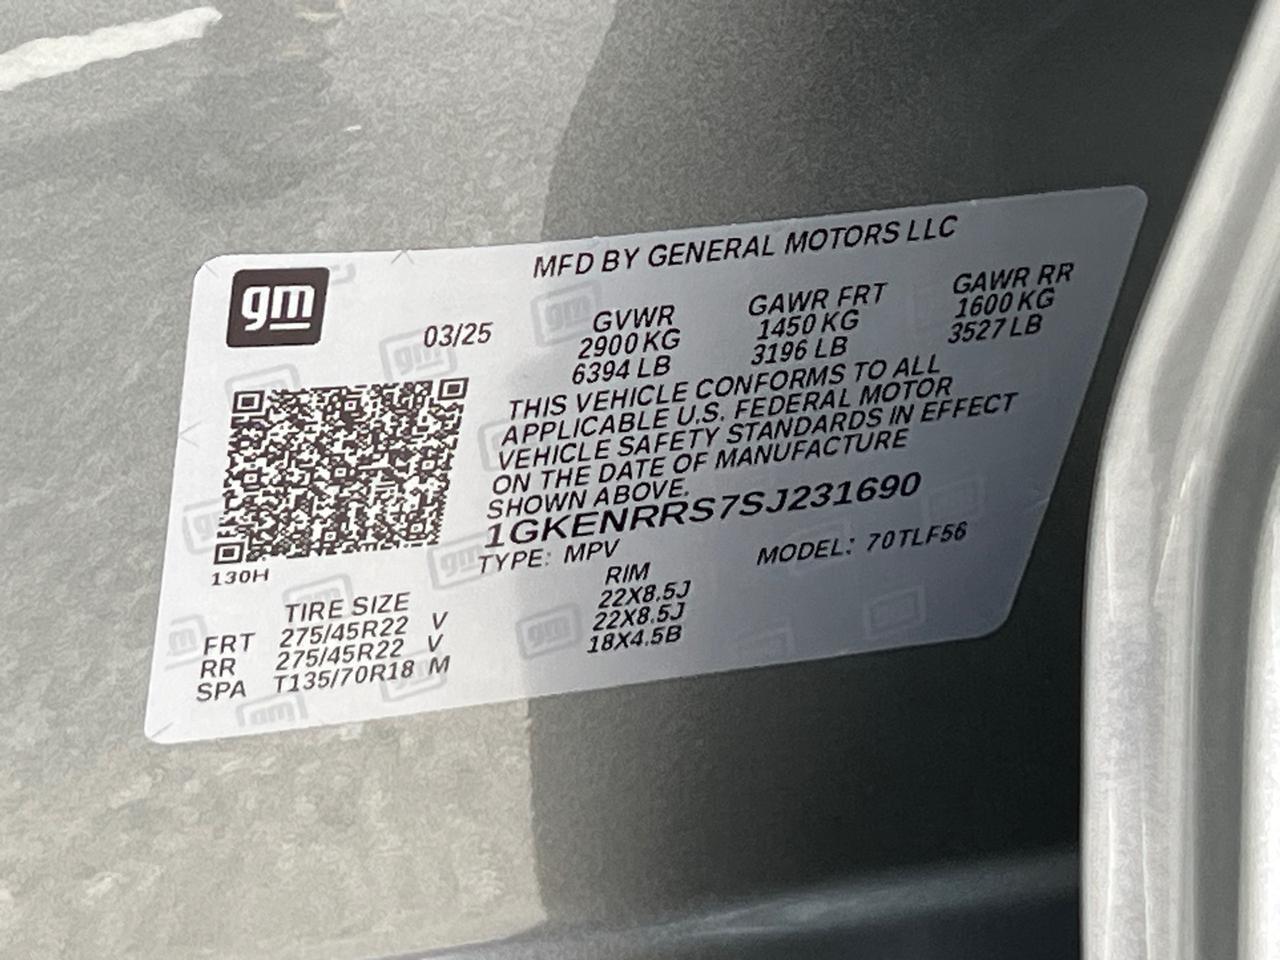 MFD BY GENERAL MOTORS LLC
gm
03/25
GVWR GAWR FRT GAWR RR
2900 KG 1450 KG 1600 KG
6394 LB 3196 LB 3527 LB
THIS VEHICLE CONFORMS TO ALL
APPLICABLE U.S. FEDERAL MOTOR
VEHICLE SAFETY STANDARDS IN EFFECT
ON THE DATE OF MANUFACTURE
SHOWN ABOVE.
1GKENRRS7SJ231690
TYPE: MPV MODEL: 70TLF56
130H
TIRE SIZE RIM
FRT 275/45R22 V 22X8.5J
RR 275/45R22 V 22X8.5J
SPA T135/70R18 M 18X4.5B